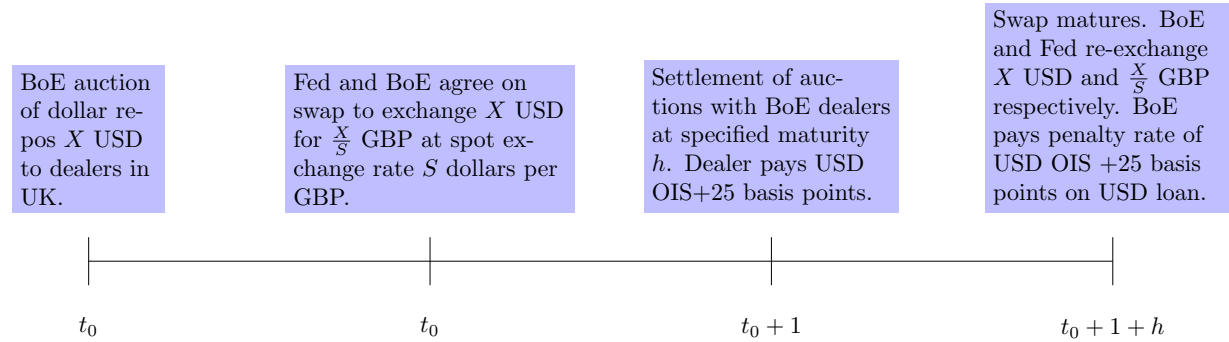 BoE auction
of dollar re-
pos X USD
to dealers in
UK.
Fed and BoE agree on
swap to exchange X USD
for X/S GBP at spot ex-
change rate S dollars per
GBP.
Settlement of auc-
tions with BoE dealers
at specified maturity
h. Dealer pays USD
OIS+25 basis points.
Swap matures. BoE
and Fed re-exchange
X USD and X/S GBP
respectively. BoE
pays penalty rate of
USD OIS +25 basis
points on USD loan.
t₀
t₀
t₀ + 1
t₀ + 1 + h